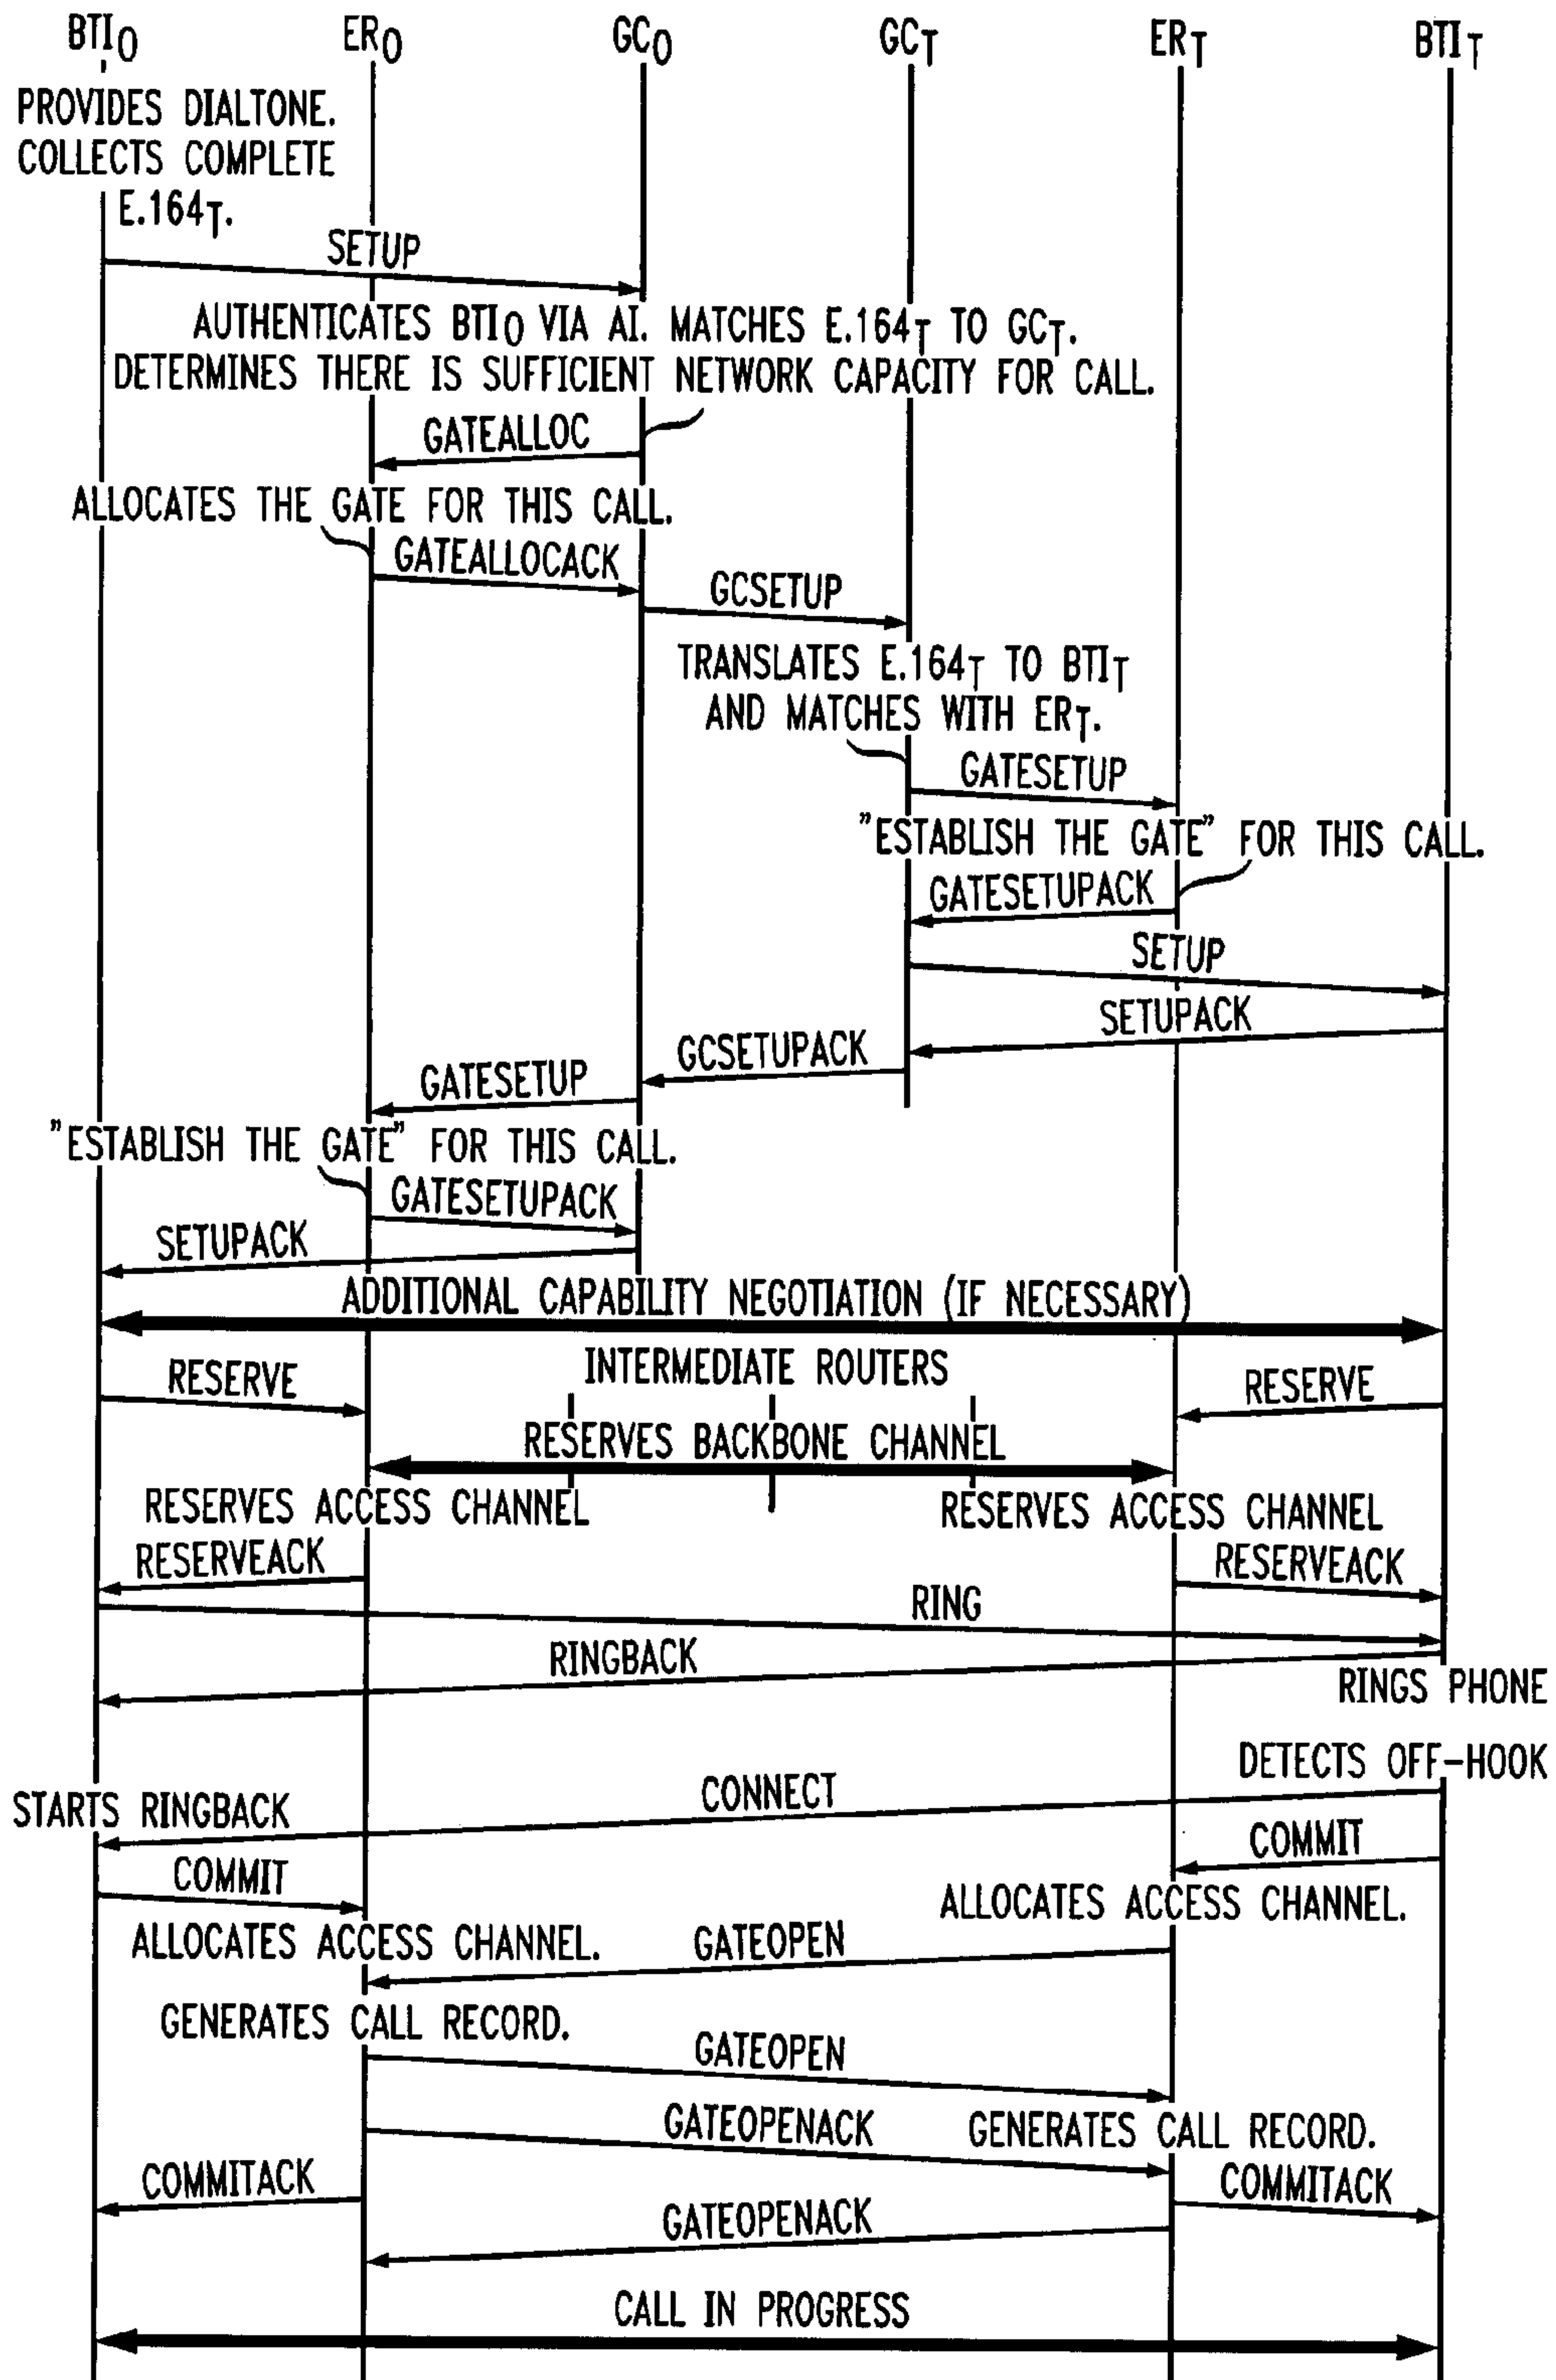 BTIO ERO GCO GCT ERT BTIT
PROVIDES DIALTONE.
COLLECTS COMPLETE
E.164T.
SETUP
AUTHENTICATES BTIO VIA AI. MATCHES E.164T TO GCT.
DETERMINES THERE IS SUFFICIENT NETWORK CAPACITY FOR CALL.
GATEALLOC
ALLOCATES THE GATE FOR THIS CALL.
GATEALLOCACK
GCSETUP
TRANSLATES E.164T TO BTIT
AND MATCHES WITH ERT.
GATESETUP
"ESTABLISH THE GATE" FOR THIS CALL.
GATESETUPACK
SETUP
SETUPACK
GCSETUPACK
GATESETUP
"ESTABLISH THE GATE" FOR THIS CALL.
GATESETUPACK
SETUPACK
ADDITIONAL CAPABILITY NEGOTIATION (IF NECESSARY)
INTERMEDIATE ROUTERS
RESERVE
RESERVE
RESERVES BACKBONE CHANNEL
RESERVES ACCESS CHANNEL
RESERVES ACCESS CHANNEL
RESERVEACK
RESERVEACK
RING
RINGBACK
RINGS PHONE
DETECTS OFF-HOOK
CONNECT
STARTS RINGBACK
COMMIT
COMMIT
ALLOCATES ACCESS CHANNEL.
ALLOCATES ACCESS CHANNEL.
GATEOPEN
GENERATES CALL RECORD.
GATEOPEN
GATEOPENACK
GENERATES CALL RECORD.
COMMITACK
COMMITACK
GATEOPENACK
CALL IN PROGRESS